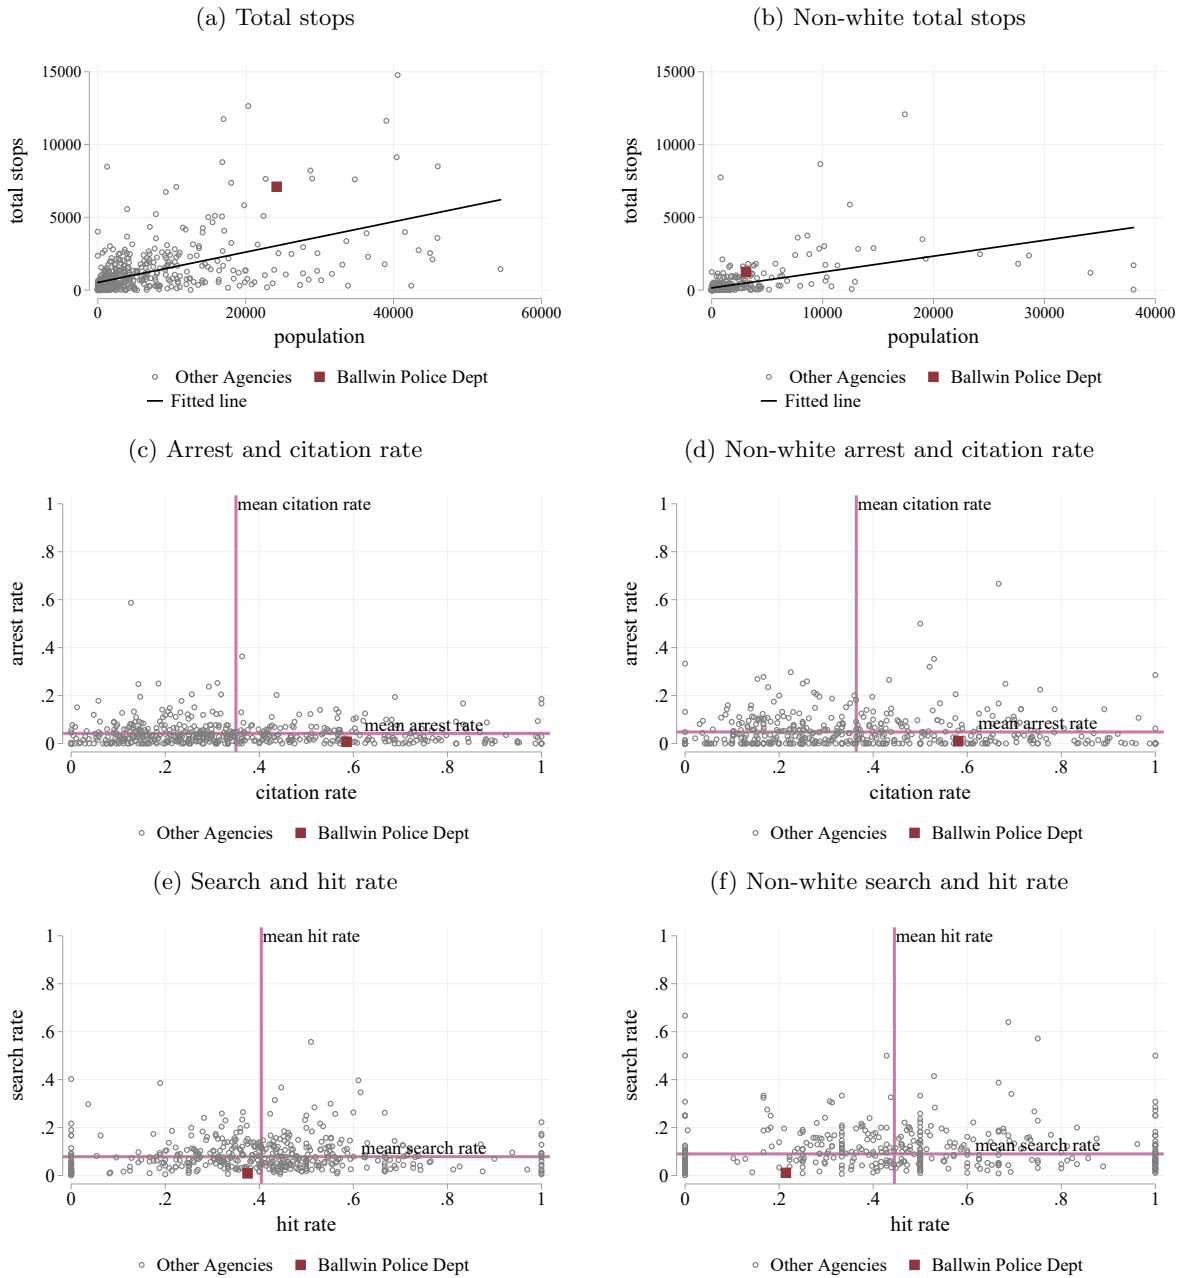 (a) Total stops
(b) Non-white total stops
15000
10000
5000
0
total stops
0 20000 40000 60000
population
Other Agencies Ballwin Police Dept
Fitted line
15000
10000
5000
0
total stops
0 10000 20000 30000 40000
population
Other Agencies Ballwin Police Dept
Fitted line
(c) Arrest and citation rate
(d) Non-white arrest and citation rate
1
.8
.6
.4
.2
0
arrest rate
mean citation rate
mean arrest rate
0 .2 .4 .6 .8 1
citation rate
Other Agencies Ballwin Police Dept
1
.8
.6
.4
.2
0
arrest rate
mean citation rate
mean arrest rate
0 .2 .4 .6 .8 1
citation rate
Other Agencies Ballwin Police Dept
(e) Search and hit rate
(f) Non-white search and hit rate
1
.8
.6
.4
.2
0
search rate
mean hit rate
mean search rate
0 .2 .4 .6 .8 1
hit rate
Other Agencies Ballwin Police Dept
1
.8
.6
.4
.2
0
search rate
mean hit rate
mean search rate
0 .2 .4 .6 .8 1
hit rate
Other Agencies Ballwin Police Dept